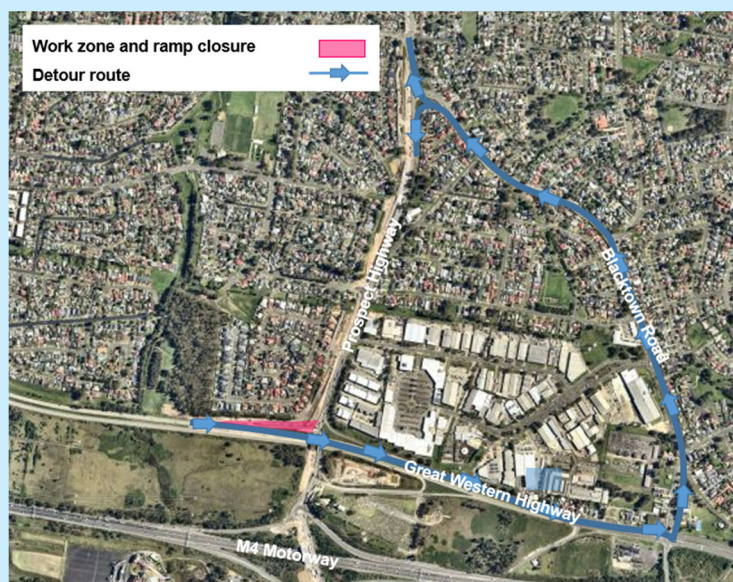 Work zone and ramp closure
Detour route
Prospect Highway
Blacktown Road
Great Western Highway
M4 Motorway